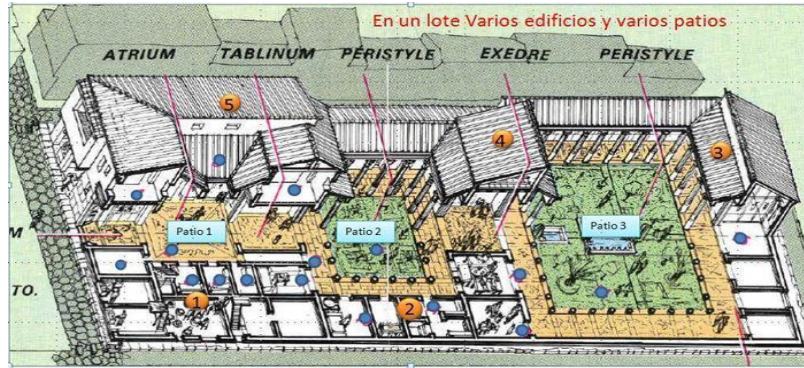 En un lote Varios edificios y varios patios
ATRIUM TABLINUM PÉRISTYLE EXEDRE PERISTYLE
5
4
3
Patio 1 Patio 2 Patio 3
M
TO.
1
2